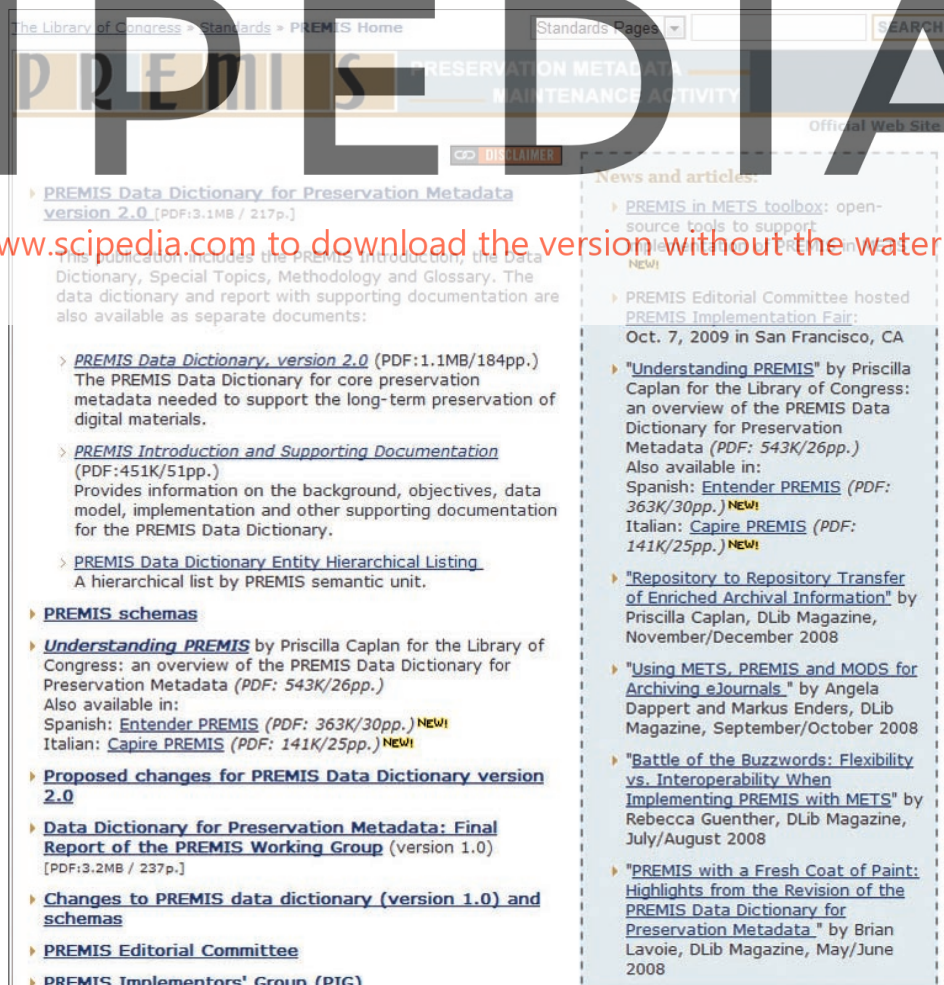 IPEDIA
The Library of Congress » Standards » PREMIS Home
Standards Pages
SEARCH
PREMIS
PRESERVATION METADATA
MAINTENANCE ACTIVITY
Official Web Site
DISCLAIMER
PREMIS Data Dictionary for Preservation Metadata
version 2.0 [PDF:3.1MB / 217p.]
ww.scipedia.com to download the version without the water
This publication includes the PREMIS Introduction, the Data
Dictionary, Special Topics, Methodology and Glossary. The
data dictionary and report with supporting documentation are
also available as separate documents:
> PREMIS Data Dictionary, version 2.0 (PDF:1.1MB/184pp.)
The PREMIS Data Dictionary for core preservation
metadata needed to support the long-term preservation of
digital materials.
> PREMIS Introduction and Supporting Documentation
(PDF:451K/51pp.)
Provides information on the background, objectives, data
model, implementation and other supporting documentation
for the PREMIS Data Dictionary.
> PREMIS Data Dictionary Entity Hierarchical Listing
A hierarchical list by PREMIS semantic unit.
PREMIS schemas
Understanding PREMIS by Priscilla Caplan for the Library of
Congress: an overview of the PREMIS Data Dictionary for
Preservation Metadata (PDF: 543K/26pp.)
Also available in:
Spanish: Entender PREMIS (PDF: 363K/30pp.) NEW!
Italian: Capire PREMIS (PDF: 141K/25pp.) NEW!
Proposed changes for PREMIS Data Dictionary version
2.0
Data Dictionary for Preservation Metadata: Final
Report of the PREMIS Working Group (version 1.0)
[PDF:3.2MB / 237p.]
Changes to PREMIS data dictionary (version 1.0) and
schemas
PREMIS Editorial Committee
PREMIS Implementors' Group (PIG)
News and articles:
PREMIS in METS toolbox: open-
source tools to support
implementation of PREMIS in METS
NEW!
PREMIS Editorial Committee hosted
PREMIS Implementation Fair:
Oct. 7, 2009 in San Francisco, CA
"Understanding PREMIS" by Priscilla
Caplan for the Library of Congress:
an overview of the PREMIS Data
Dictionary for Preservation
Metadata (PDF: 543K/26pp.)
Also available in:
Spanish: Entender PREMIS (PDF:
363K/30pp.) NEW!
Italian: Capire PREMIS (PDF:
141K/25pp.) NEW!
"Repository to Repository Transfer
of Enriched Archival Information" by
Priscilla Caplan, DLib Magazine,
November/December 2008
"Using METS, PREMIS and MODS for
Archiving eJournals " by Angela
Dappert and Markus Enders, DLib
Magazine, September/October 2008
"Battle of the Buzzwords: Flexibility
vs. Interoperability When
Implementing PREMIS with METS" by
Rebecca Guenther, DLib Magazine,
July/August 2008
"PREMIS with a Fresh Coat of Paint:
Highlights from the Revision of the
PREMIS Data Dictionary for
Preservation Metadata " by Brian
Lavoie, DLib Magazine, May/June
2008